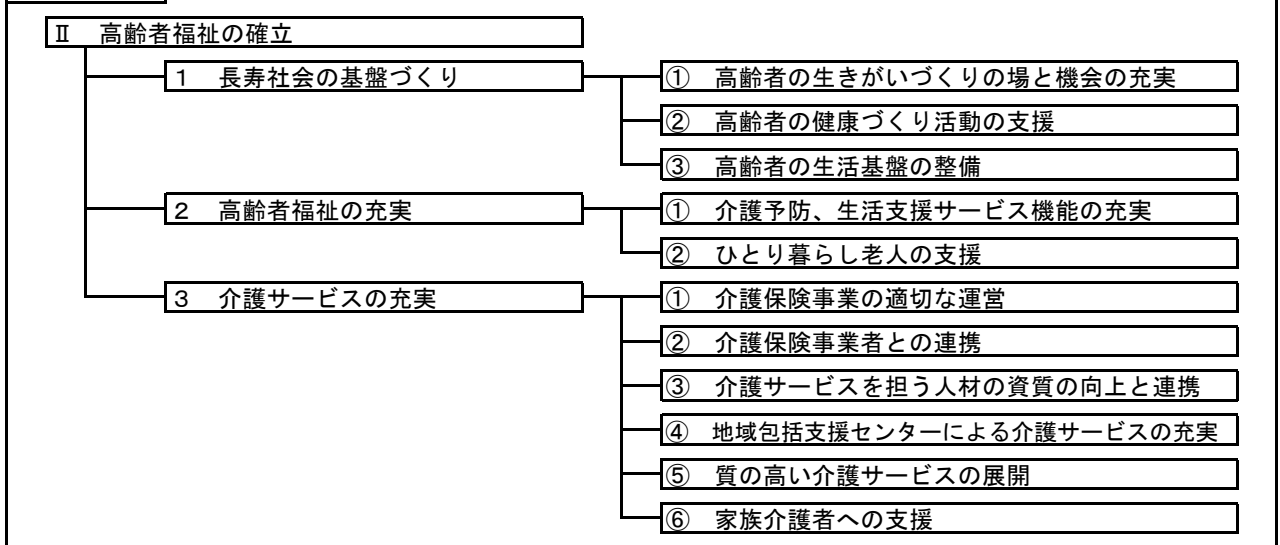 Ⅱ 高齢者福祉の確立
１ 長寿社会の基盤づくり
① 高齢者の生きがいづくりの場と機会の充実
② 高齢者の健康づくり活動の支援
③ 高齢者の生活基盤の整備
２ 高齢者福祉の充実
① 介護予防、生活支援サービス機能の充実
② ひとり暮らし老人の支援
３ 介護サービスの充実
① 介護保険事業の適切な運営
② 介護保険事業者との連携
③ 介護サービスを担う人材の資質の向上と連携
④ 地域包括支援センターによる介護サービスの充実
⑤ 質の高い介護サービスの展開
⑥ 家族介護者への支援